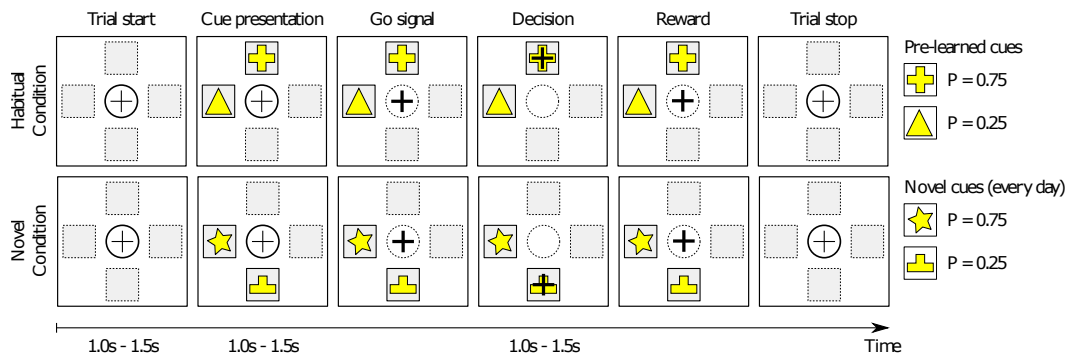 Trial start
Cue presentation
Go signal
Decision
Reward
Trial stop
Habitual
Condition
Pre-learned cues
P = 0.75
P = 0.25
Novel
Condition
Novel cues (every day)
P = 0.75
P = 0.25
1.0s - 1.5s
1.0s - 1.5s
1.0s - 1.5s
Time